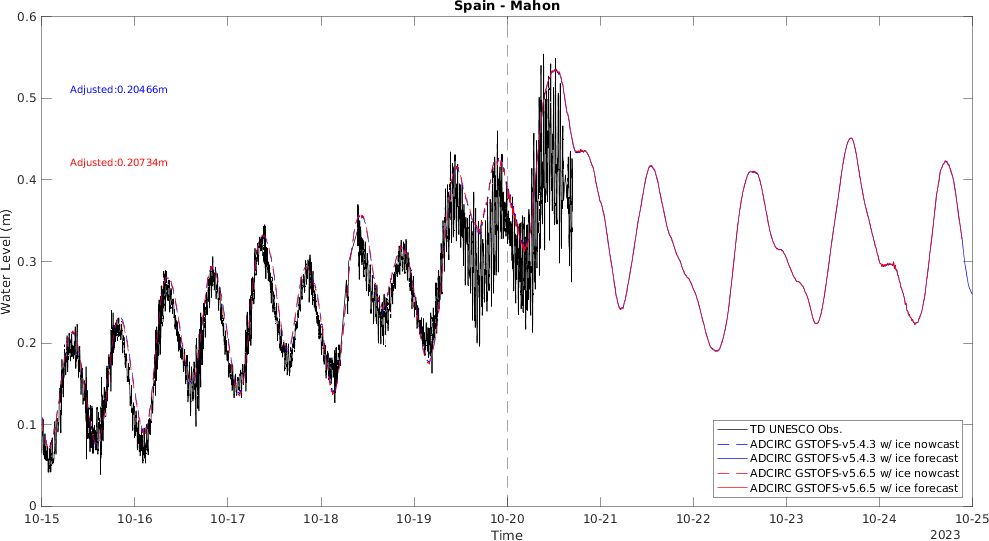 Spain - Mahon
0.6
0.5
0.4
0.3
0.2
0.1
0
Water Level (m)
Adjusted:0.20466m
Adjusted:0.20734m
TD UNESCO Obs.
ADCIRC GSTOFS-v5.4.3 w/ ice nowcast
ADCIRC GSTOFS-v5.4.3 w/ ice forecast
ADCIRC GSTOFS-v5.6.5 w/ ice nowcast
ADCIRC GSTOFS-v5.6.5 w/ ice forecast
10-15 10-16 10-17 10-18 10-19 10-20 10-21 10-22 10-23 10-24 10-25
Time
2023